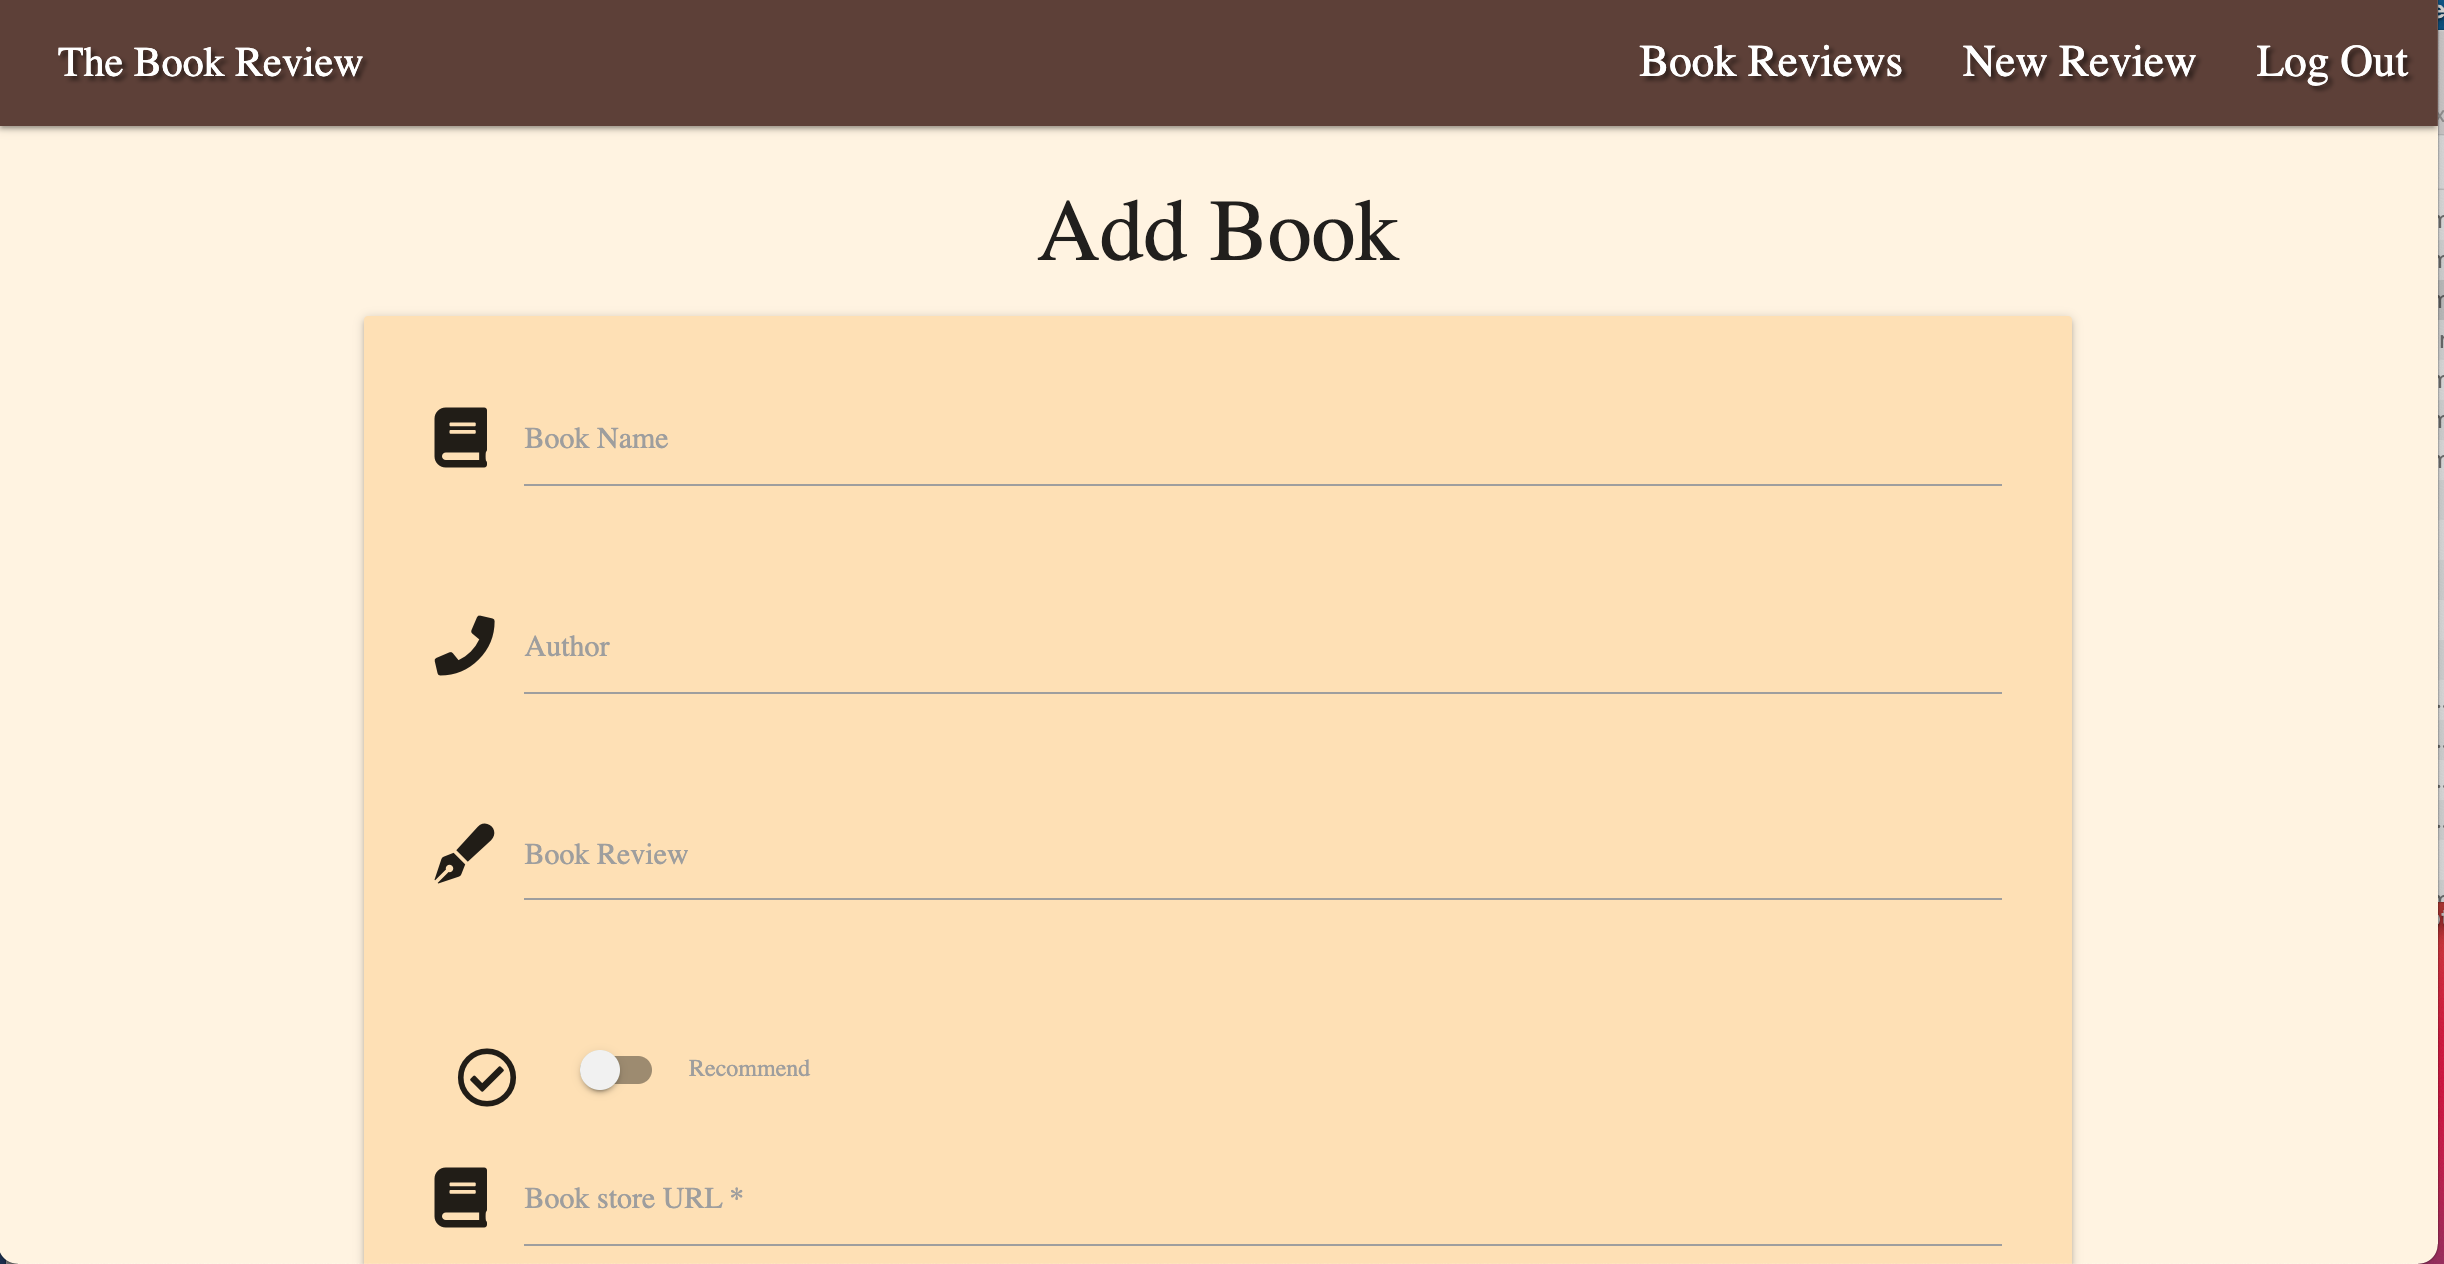 The Book Review
Book Reviews
New Review
Log Out
Add Book
Book Name
Author
Book Review
Recommend
Book store URL *